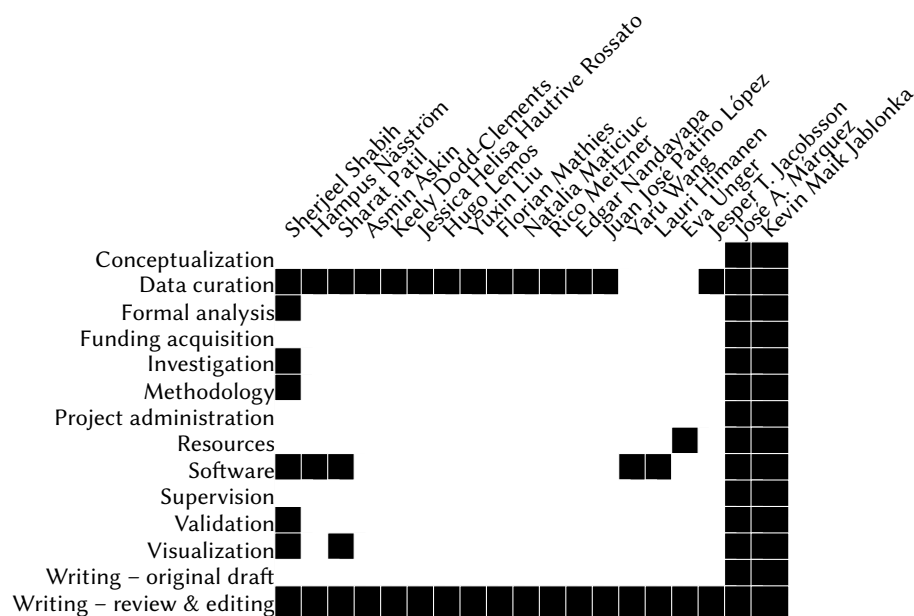 Sherjeel Shabih
Hampus Näsström
Sharat Patil
Asmin Askin
Keely Dodd-Clements
Jessica Helisa Hautrive Rossato
Hugo Lemos
Yuxin Liu
Florian Mathies
Natalia Maticiuc
Rico Meitzner
Edgar Nandayapa
Juan José Patino López
Yaru Wang
Lauri Himanen
Eva Unger
Jesper T. Jacobsson
José A. Márquez
Kevin Maik Jablonka
Conceptualization
Data curation
Formal analysis
Funding acquisition
Investigation
Methodology
Project administration
Resources
Software
Supervision
Validation
Visualization
Writing – original draft
Writing – review & editing